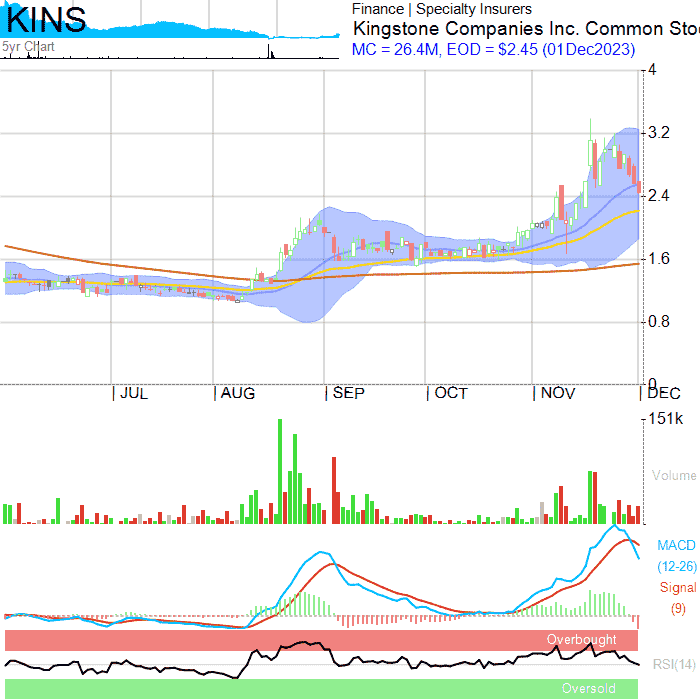 KINS
5yr Chart
Finance | Specialty Insurers
Kingstone Companies Inc. Common Sto
MC = 26.4M, EOD = $2.45 (01Dec2023)
4
3.2
2.4
1.6
0.8
0
| JUL | AUG | SEP | OCT | NOV | DEC
151k
Volume
MACD
(12-26)
Signal
(9)
Overbought
RSI(14)
Oversold